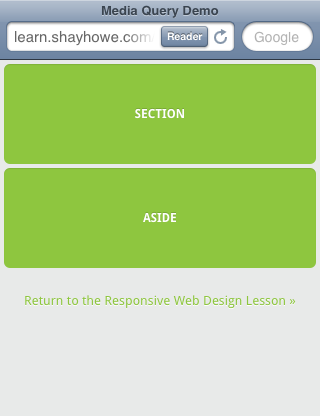 Media Query Demo
learn.shayhowe.com Reader Google
SECTION
ASIDE
Return to the Responsive Web Design Lesson »